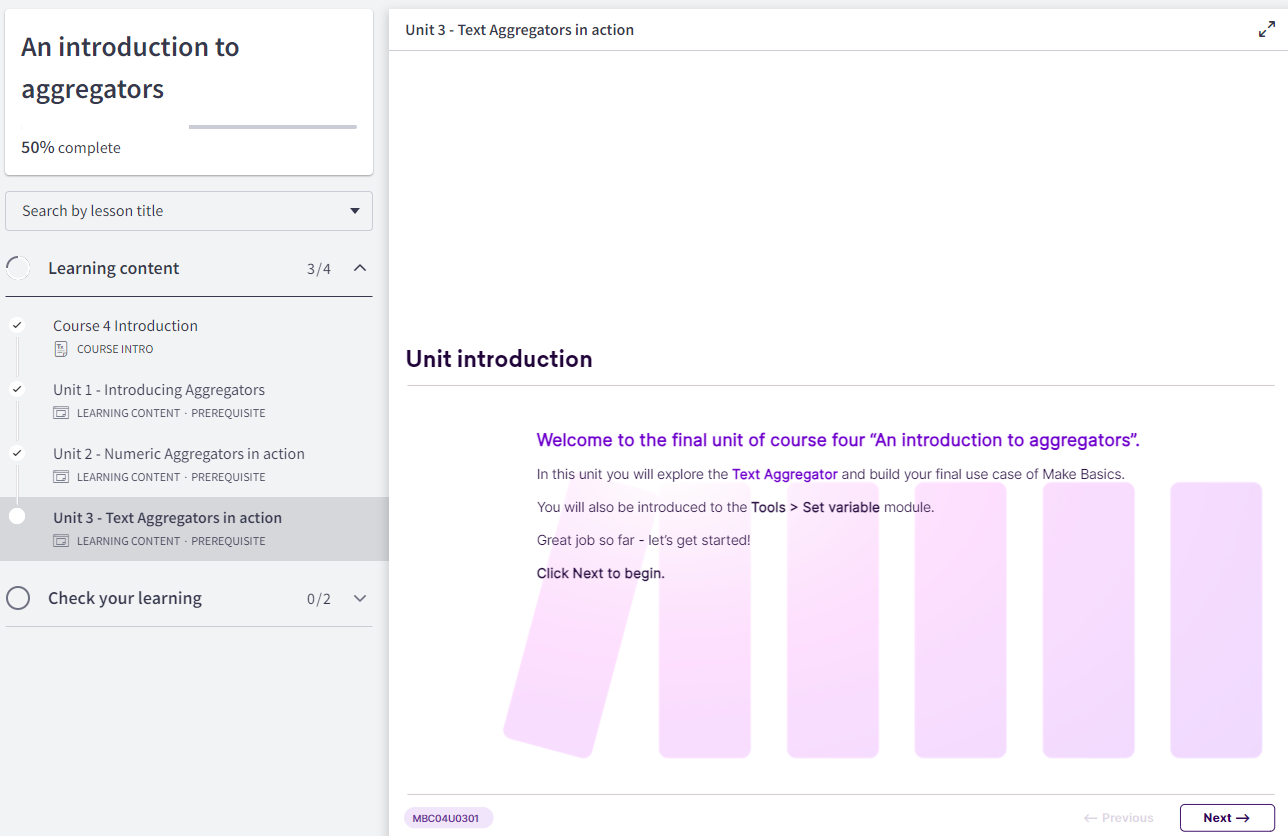 An introduction to
aggregators
50% complete
Search by lesson title
Learning content 3/4
Course 4 Introduction
COURSE INTRO
Unit 1 - Introducing Aggregators
LEARNING CONTENT · PREREQUISITE
Unit 2 - Numeric Aggregators in action
LEARNING CONTENT · PREREQUISITE
Unit 3 - Text Aggregators in action
LEARNING CONTENT · PREREQUISITE
Check your learning 0/2
Unit 3 - Text Aggregators in action
Unit introduction
Welcome to the final unit of course four “An introduction to aggregators”.
In this unit you will explore the Text Aggregator and build your final use case of Make Basics.
You will also be introduced to the Tools > Set variable module.
Great job so far - let’s get started!
Click Next to begin.
MBC04U0301
← Previous
Next →